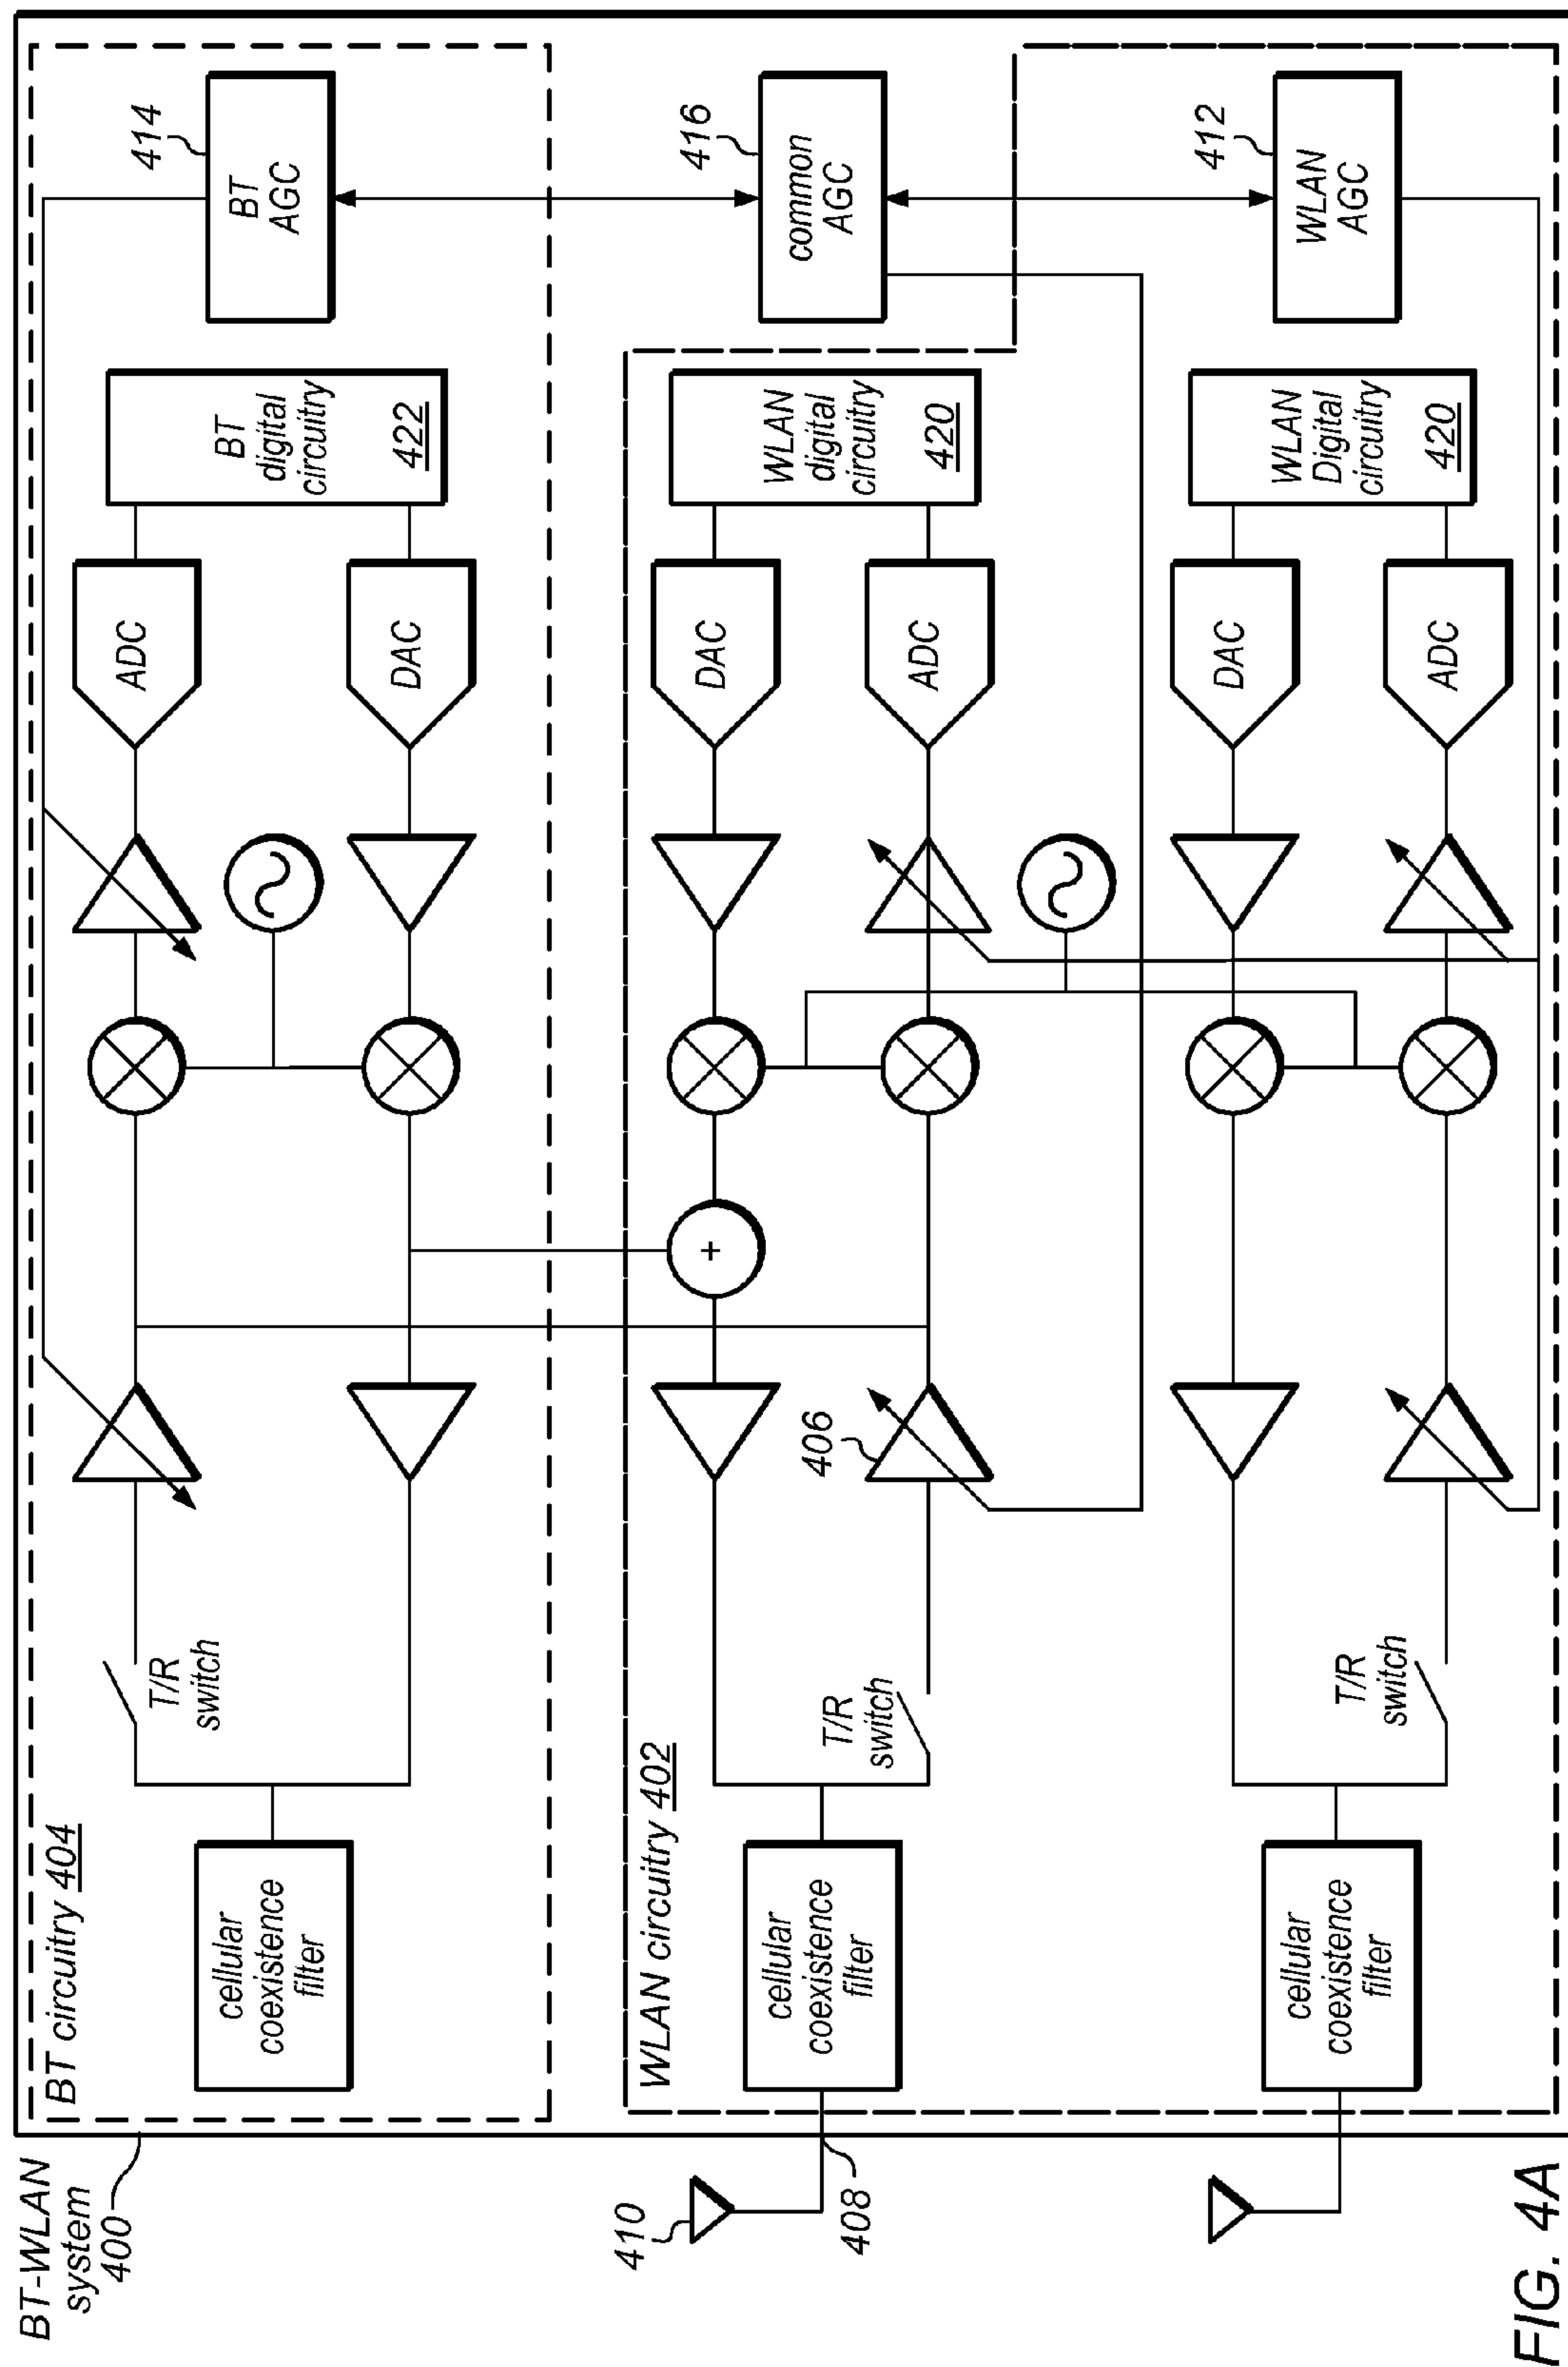 BT-WLAN
system
400
BT circuitry 404
cellular
coexistence
filter
T/R
switch
ADC
DAC
BT
digital
circuitry
422
BT
AGC
414
410
408
WLAN circuitry 402
cellular
coexistence
filter
T/R
switch
406
+
DAC
ADC
WLAN
digital
circuitry
420
common
AGC
416
cellular
coexistence
filter
T/R
switch
DAC
ADC
WLAN
Digital
circuitry
420
WLAN
AGC
412
FIG. 4A